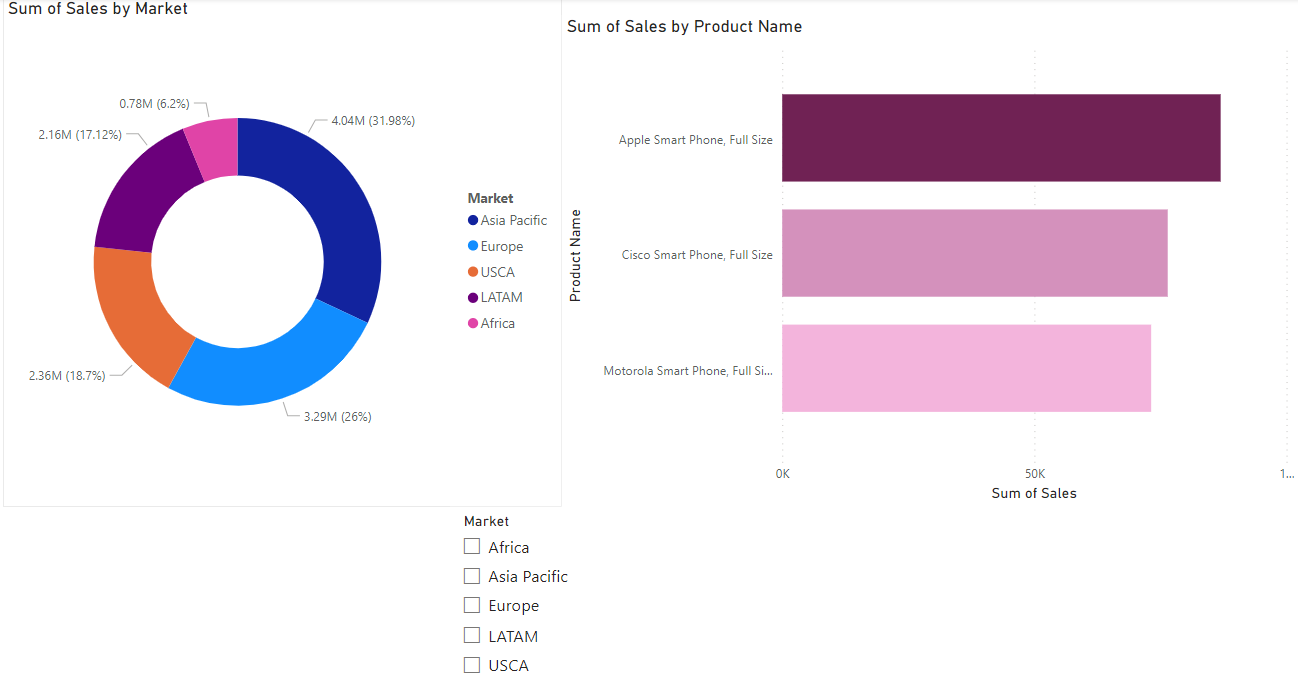 Sum of Sales by Market
0.78M (6.2%)
4.04M (31.98%)
2.16M (17.12%)
2.36M (18.7%)
3.29M (26%)
Market
Asia Pacific
Europe
USCA
LATAM
Africa
Sum of Sales by Product Name
Product Name
Apple Smart Phone, Full Size
Cisco Smart Phone, Full Size
Motorola Smart Phone, Full Si...
0K
50K
1...
Sum of Sales
Market
Africa
Asia Pacific
Europe
LATAM
USCA